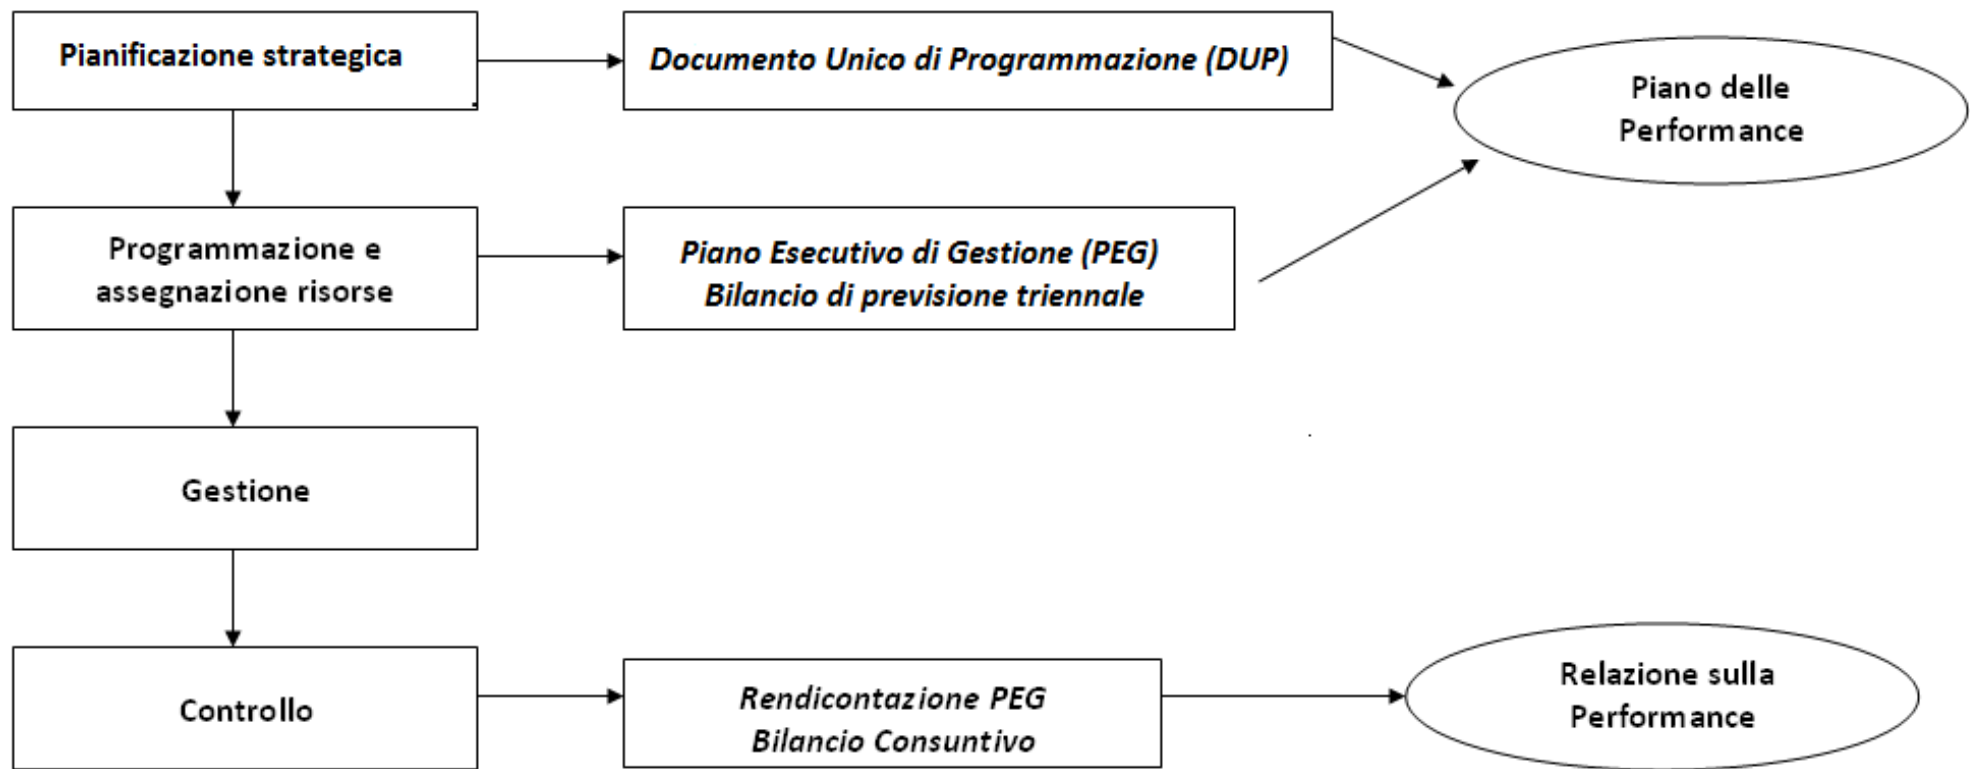 Pianificazione strategica
Documento Unico di Programmazione (DUP)
Piano delle
Performance
Programmazione e
assegnazione risorse
Piano Esecutivo di Gestione (PEG)
Bilancio di previsione triennale
Gestione
Controllo
Rendicontazione PEG
Bilancio Consuntivo
Relazione sulla
Performance